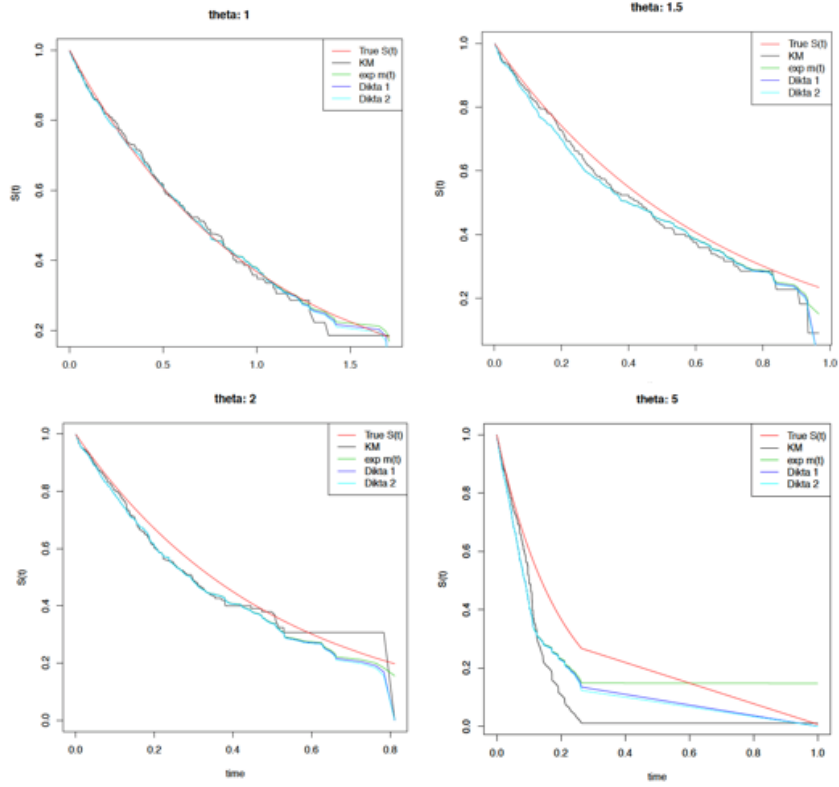 theta: 1
True S(t)
KM
exp m(t)
Dikta 1
Dikta 2
S(t)
1.0
0.8
0.6
0.4
0.2
0.0 0.5 1.0 1.5
theta: 1.5
True S(t)
KM
exp m(t)
Dikta 1
Dikta 2
S(t)
1.0
0.8
0.6
0.4
0.2
0.0 0.2 0.4 0.6 0.8 1.0
theta: 2
True S(t)
KM
exp m(t)
Dikta 1
Dikta 2
S(t)
1.0
0.8
0.6
0.4
0.2
0.0
0.0 0.2 0.4 0.6 0.8
time
theta: 5
True S(t)
KM
exp m(t)
Dikta 1
Dikta 2
S(t)
1.0
0.8
0.6
0.4
0.2
0.0
0.0 0.2 0.4 0.6 0.8 1.0
time